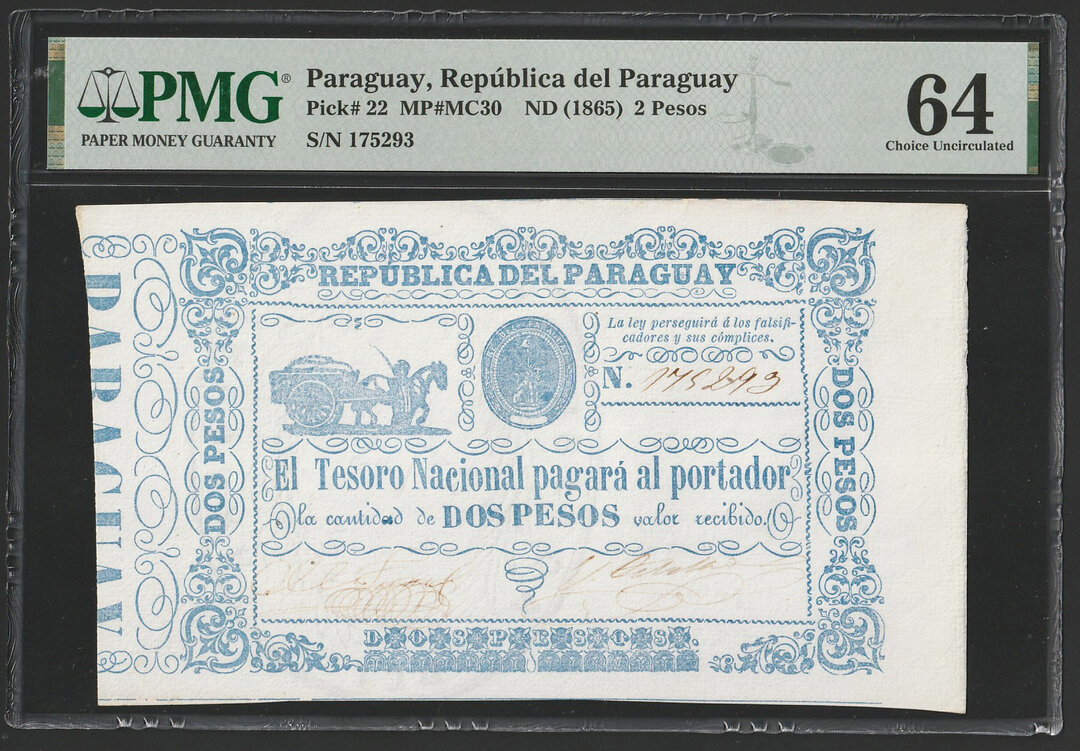 PMG®
PAPER MONEY GUARANTY
Paraguay, República del Paraguay
Pick# 22 MP#MC30 ND (1865) 2 Pesos
S/N 175293
64
Choice Uncirculated
PARAGUAY
REPUBLICA DEL PARAGUAY
DOS PESOS
La ley perseguirá á los falsifi-
cadores y sus cómplices.
N. 175293
El Tesoro Nacional pagará al portador
la cantidad de DOS PESOS valor recibido.
DOS PESOS
DOS PESOS.